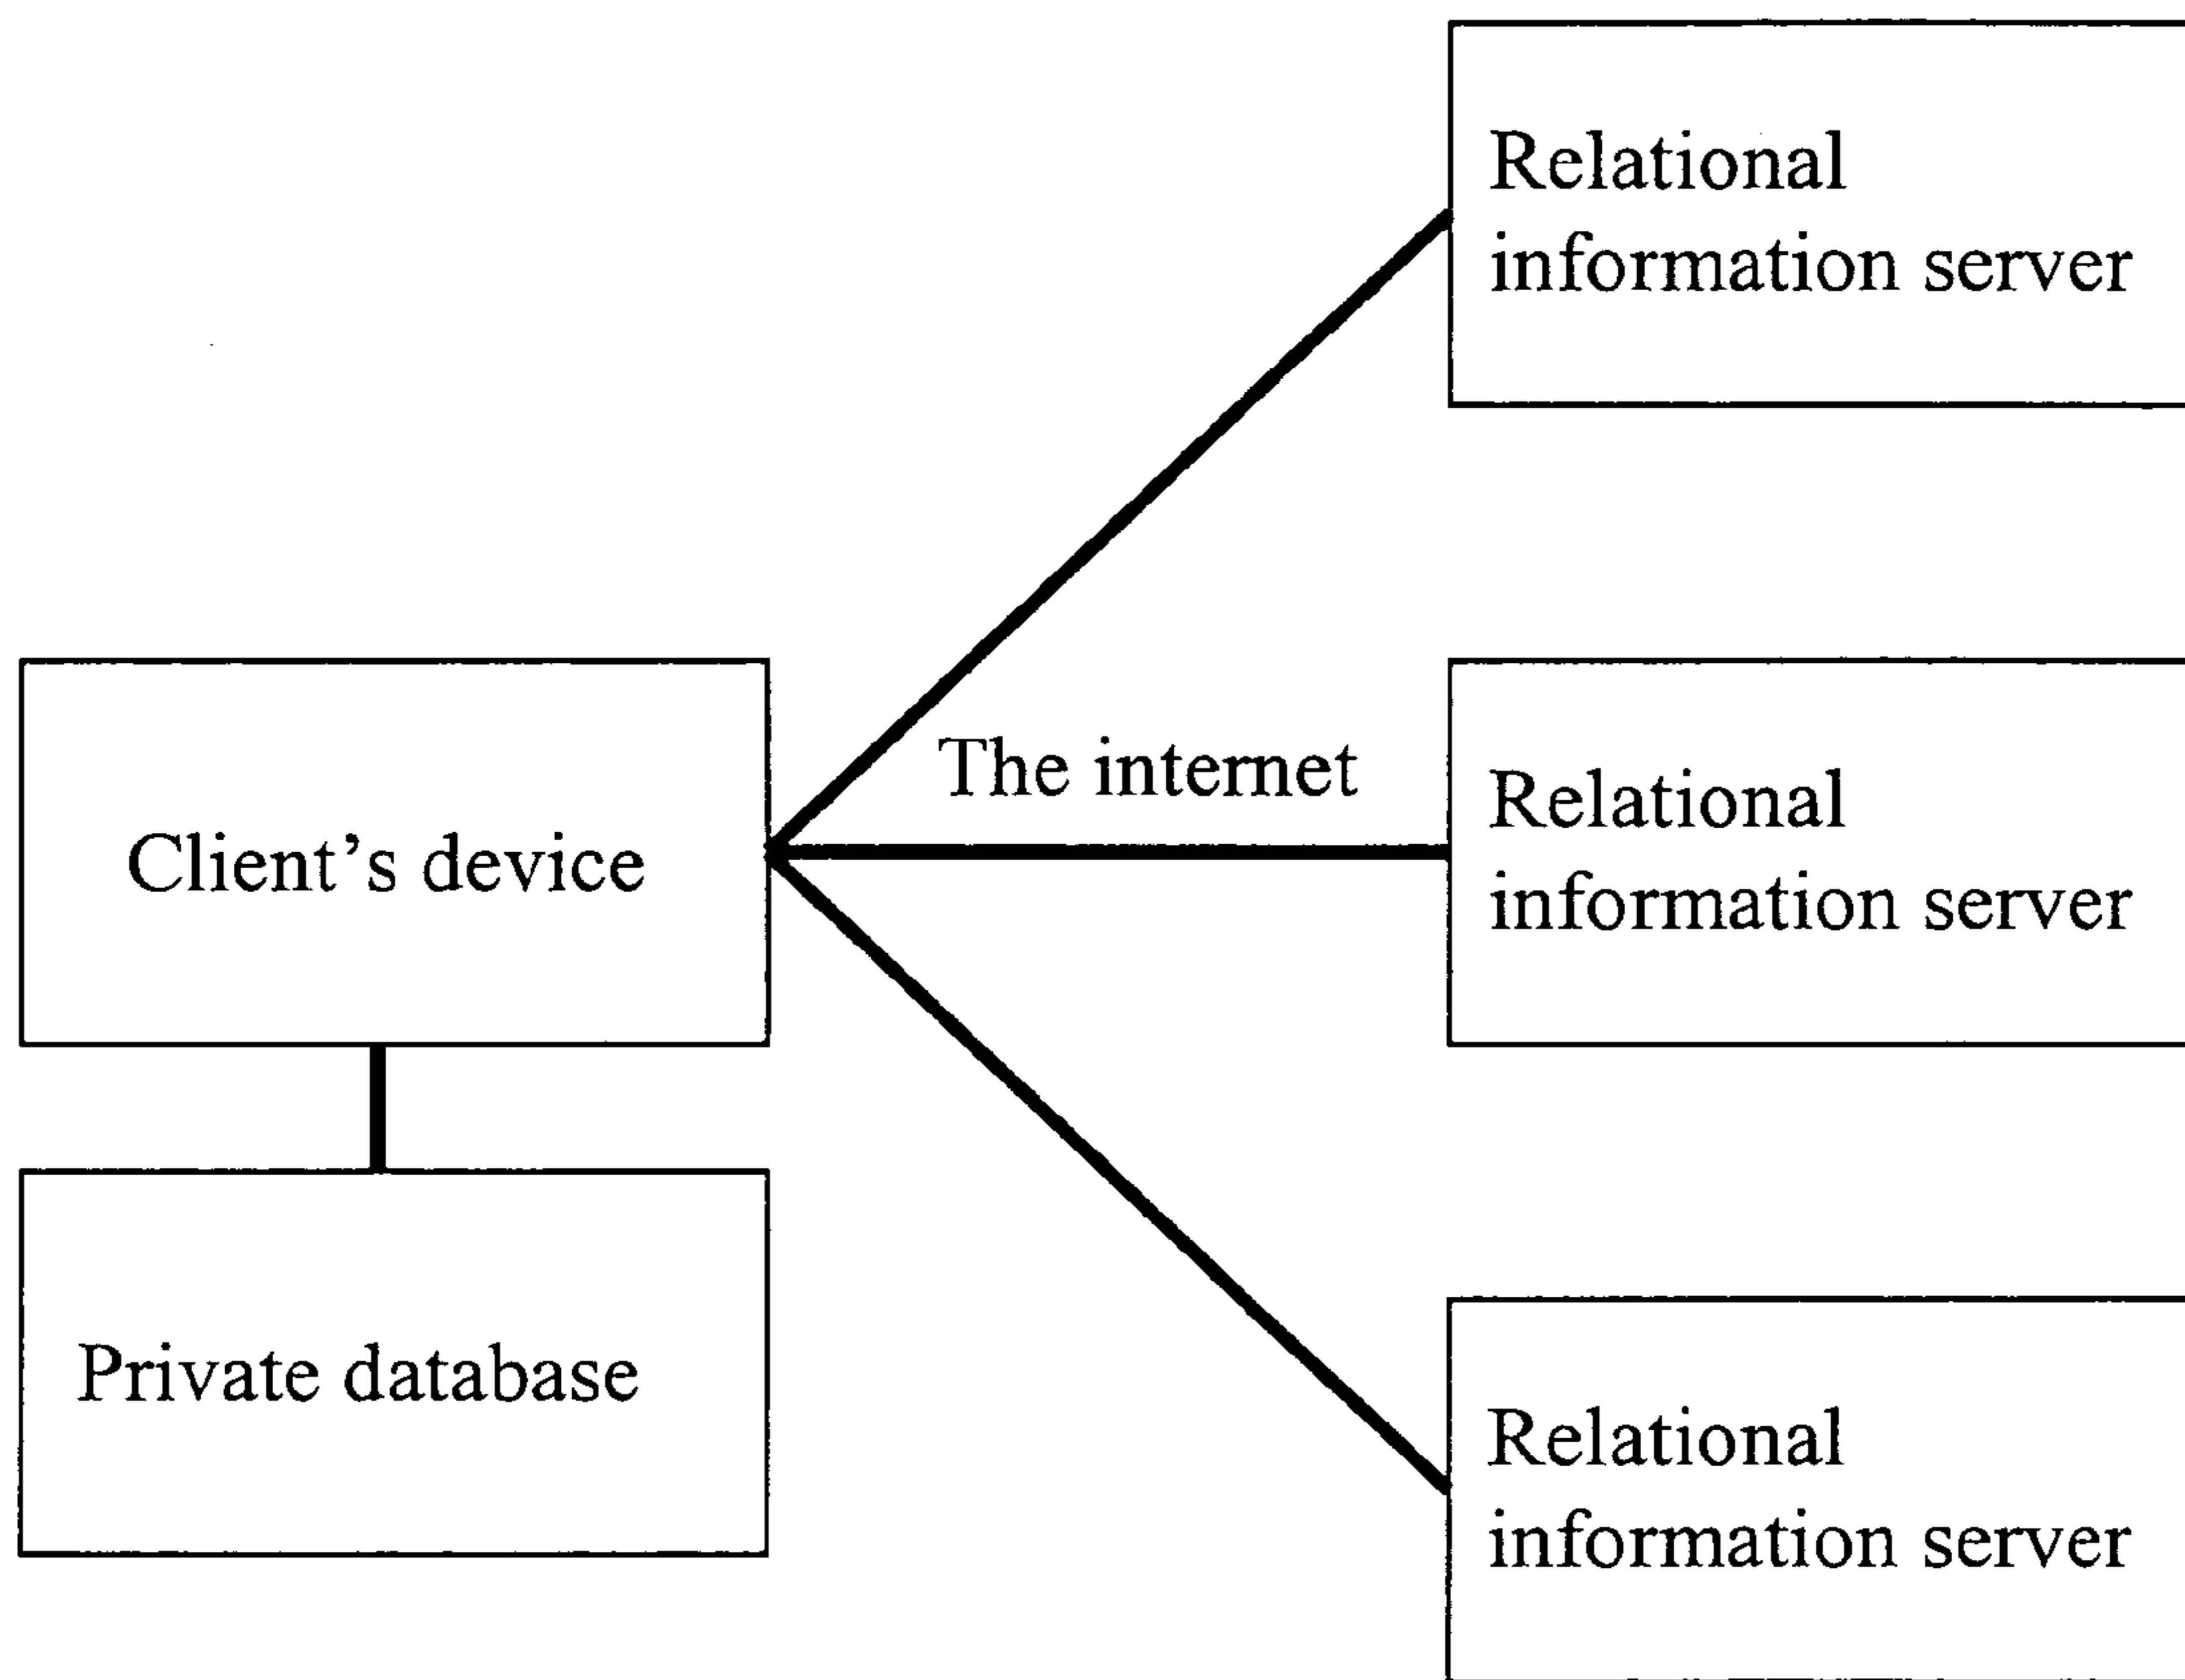 Relational
information server
The internet
Client's device
Relational
information server
Private database
Relational
information server